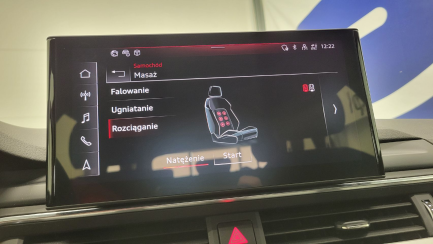 12:22
Samochód
Masaż
Falowanie
Ugniatanie
Rozciąganie
Natężenie Start